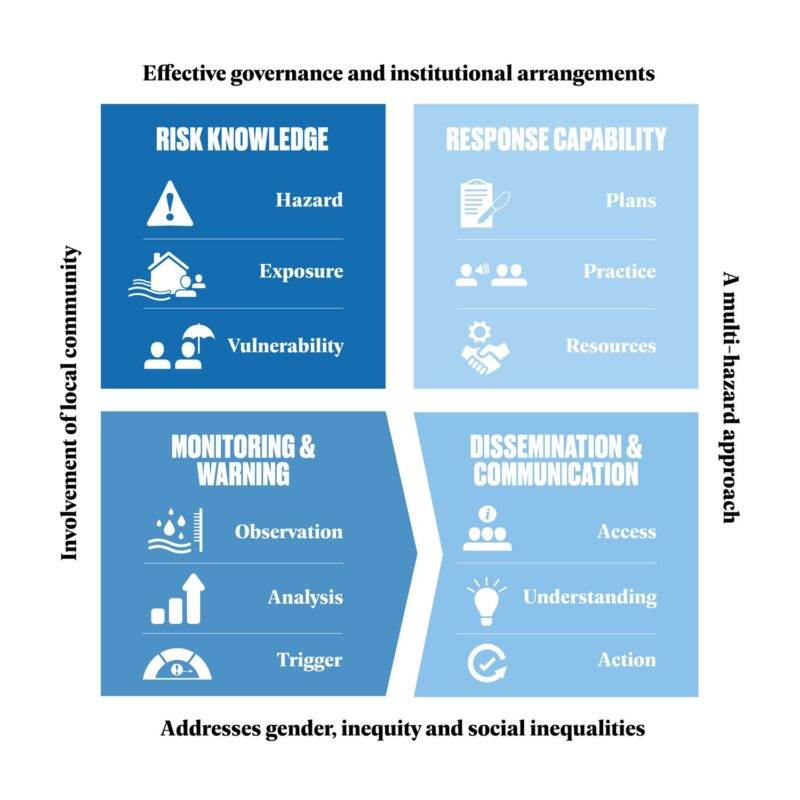 Effective governance and institutional arrangements
RISK KNOWLEDGE
Hazard
Exposure
Vulnerability
RESPONSE CAPABILITY
Plans
Practice
Resources
Involvement of local community
A multi-hazard approach
MONITORING &
WARNING
Observation
Analysis
Trigger
DISSEMINATION &
COMMUNICATION
i
Access
Understanding
Action
Addresses gender, inequity and social inequalities